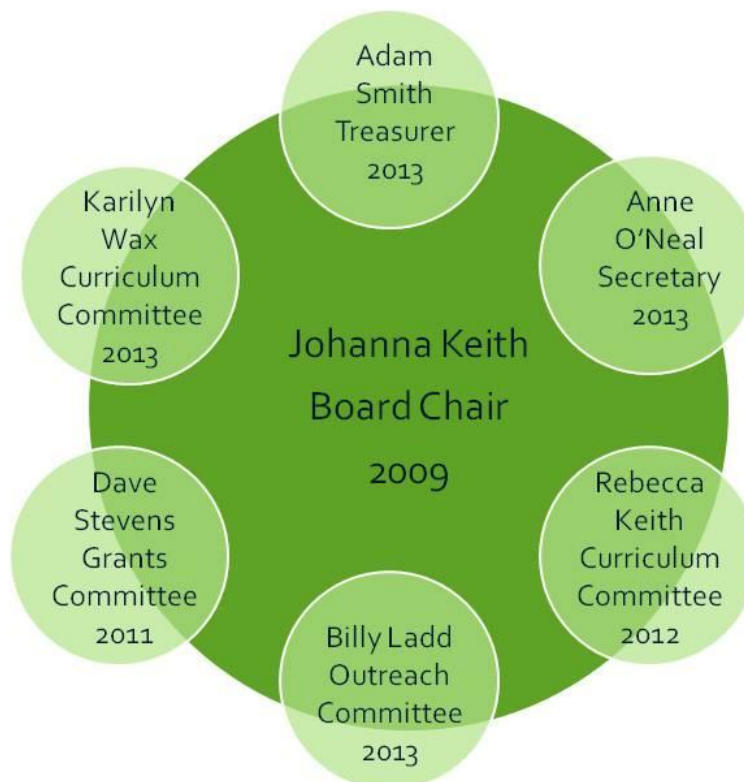 Adam
Smith
Treasurer
2013
Karilyn
Wax
Curriculum
Committee
2013
Anne
O'Neal
Secretary
2013
Johanna Keith
Board Chair
2009
Dave
Stevens
Grants
Committee
2011
Rebecca
Keith
Curriculum
Committee
2012
Billy Ladd
Outreach
Committee
2013